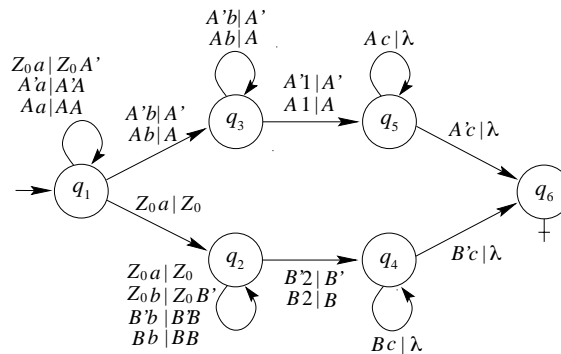 Z₀a|Z₀A'
A'a|A'A
Aa|AA
A'b|A'
Ab|A
A'b|A'
Ab|A
A'1|A'
A1|A
Ac|λ
A'c|λ
q₁
q₃
q₅
q₆
Z₀a|Z₀
q₂
q₄
Z₀a|Z₀
Z₀b|Z₀B'
B'b|B'B
Bb|BB
B'2|B'
B2|B
Bc|λ
B'c|λ